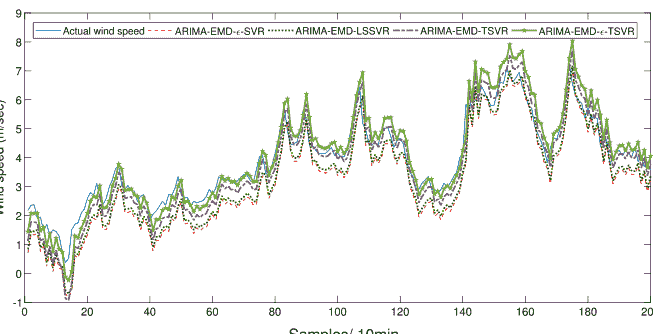 9
Actual wind speed ARIMA-EMD-ϵ-SVR ARIMA-EMD-LSSVR ARIMA-EMD-TSVR ARIMA-EMD-ϵ-TSVR
8
7
6
5
4
3
2
1
0
-1
Wind speed (m/sec)
0 20 40 60 80 100 120 140 160 180 200
Samples/ 10min